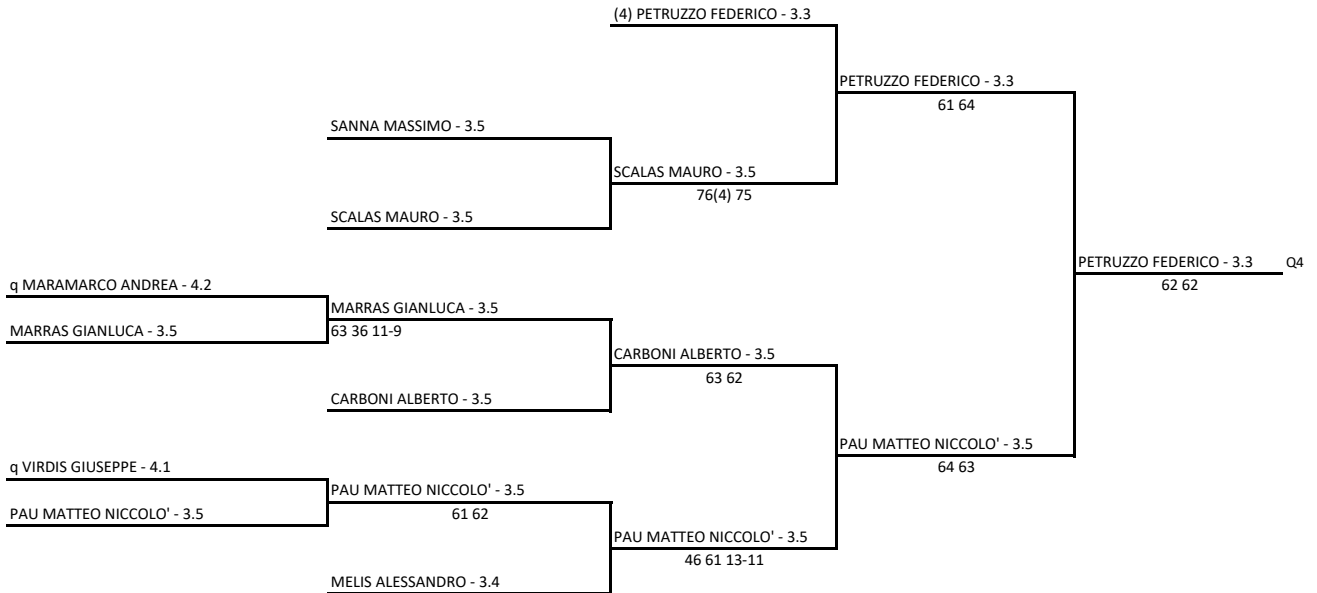 (4) PETRUZZO FEDERICO - 3.3
PETRUZZO FEDERICO - 3.3
61 64
SANNA MASSIMO - 3.5
SCALAS MAURO - 3.5
76(4) 75
SCALAS MAURO - 3.5
PETRUZZO FEDERICO - 3.3 Q4
62 62
q MARAMARCO ANDREA - 4.2
MARRAS GIANLUCA - 3.5
MARRAS GIANLUCA - 3.5
63 36 11-9
CARBONI ALBERTO - 3.5
63 62
CARBONI ALBERTO - 3.5
PAU MATTEO NICCOLO' - 3.5
64 63
q VIRDIS GIUSEPPE - 4.1
PAU MATTEO NICCOLO' - 3.5
PAU MATTEO NICCOLO' - 3.5
61 62
PAU MATTEO NICCOLO' - 3.5
46 61 13-11
MELIS ALESSANDRO - 3.4